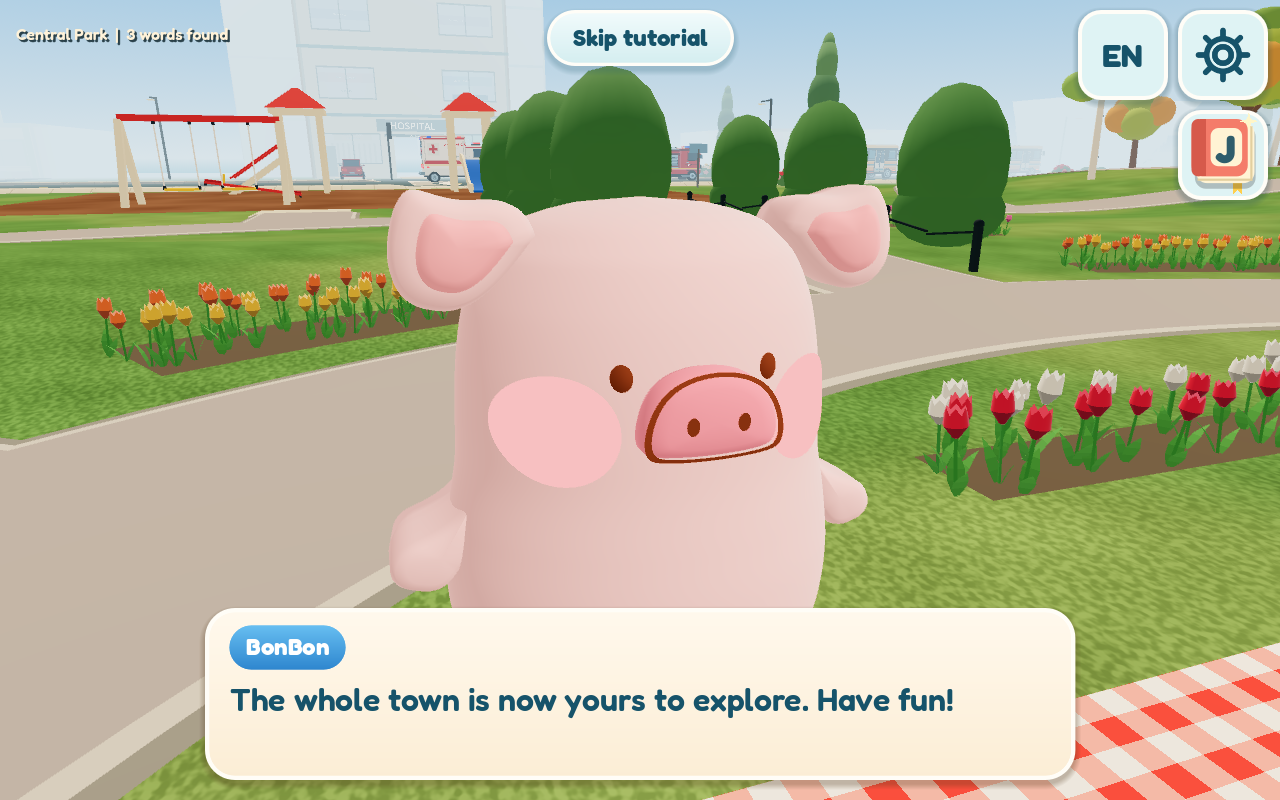 Central Park | 3 words found
Skip tutorial
EN
J
HOSPITAL
BonBon
The whole town is now yours to explore. Have fun!